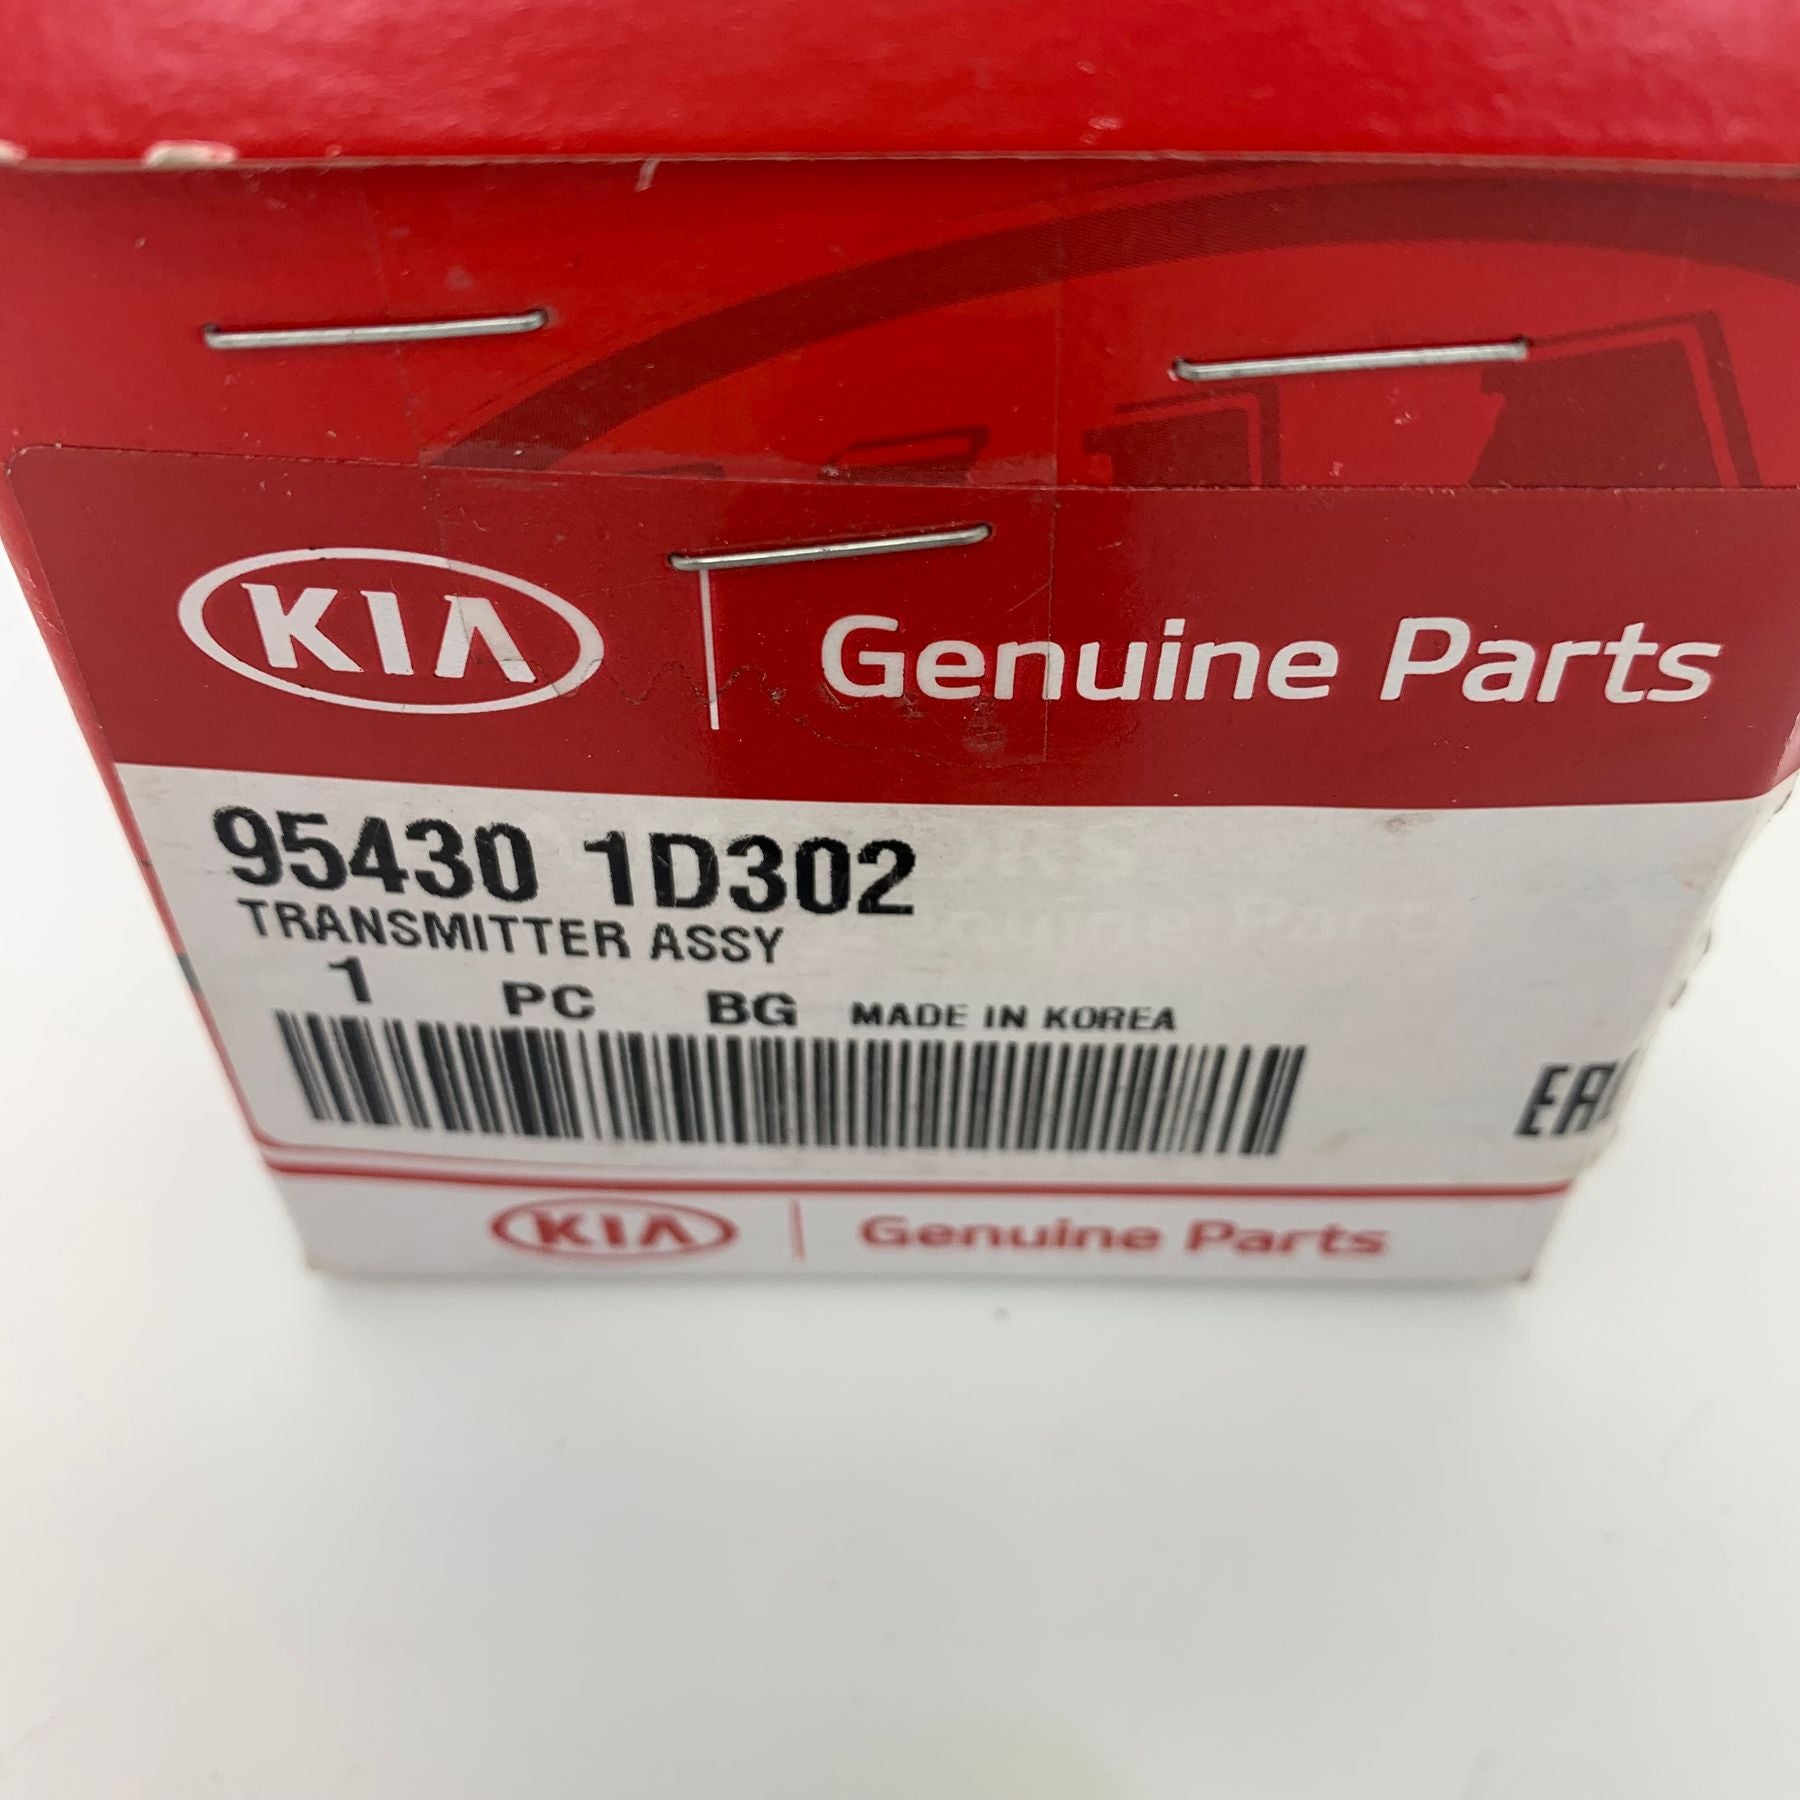 KIA Genuine Parts
95430 1D302
TRANSMITTER ASSY
1 PC BG MADE IN KOREA
KIA Genuine Parts